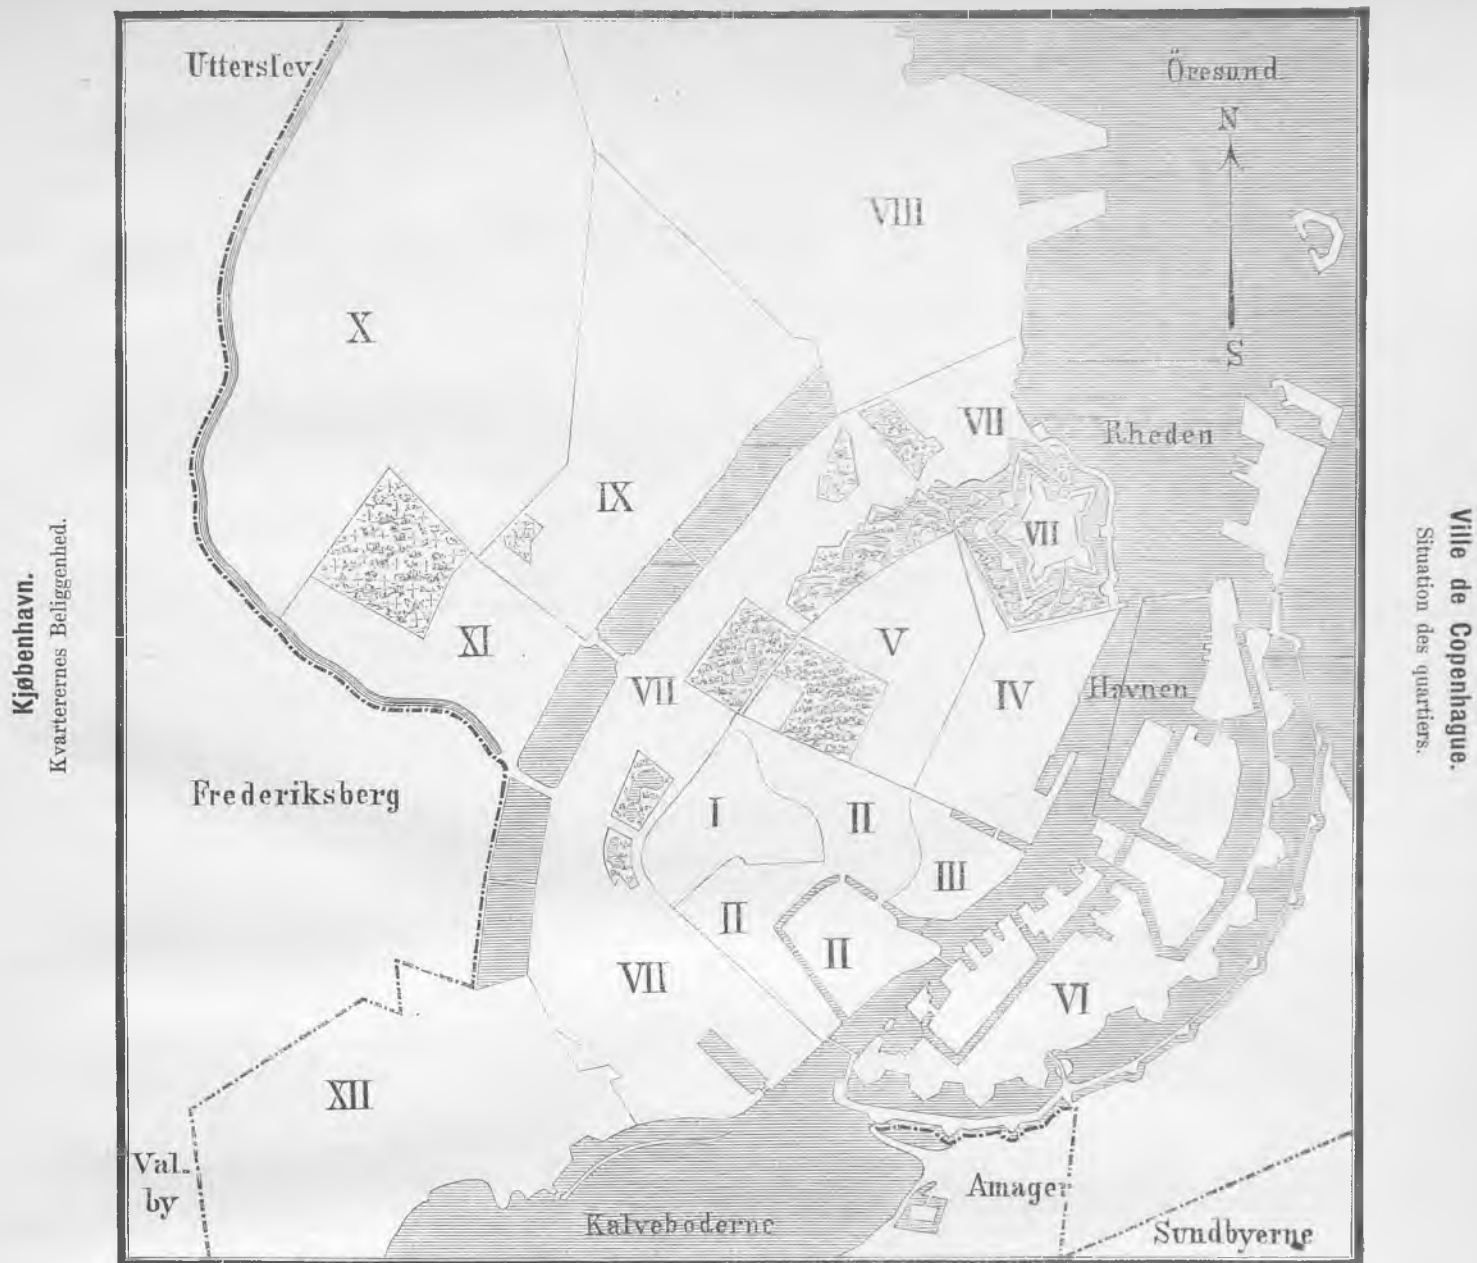 Kjøbenhavn.
Kvarterernes Beliggenhed.
Utterslev
Öresund
N
VIII
X
S
VII
Rheden
IX
VII
XI
V
VII
IV
Havnen
Frederiksberg
I
II
III
II
II
VII
VI
XII
Val-
by
Amager
Kalveboderne
Sundbyerne
Ville de Copenhague.
Situation des quartiers.